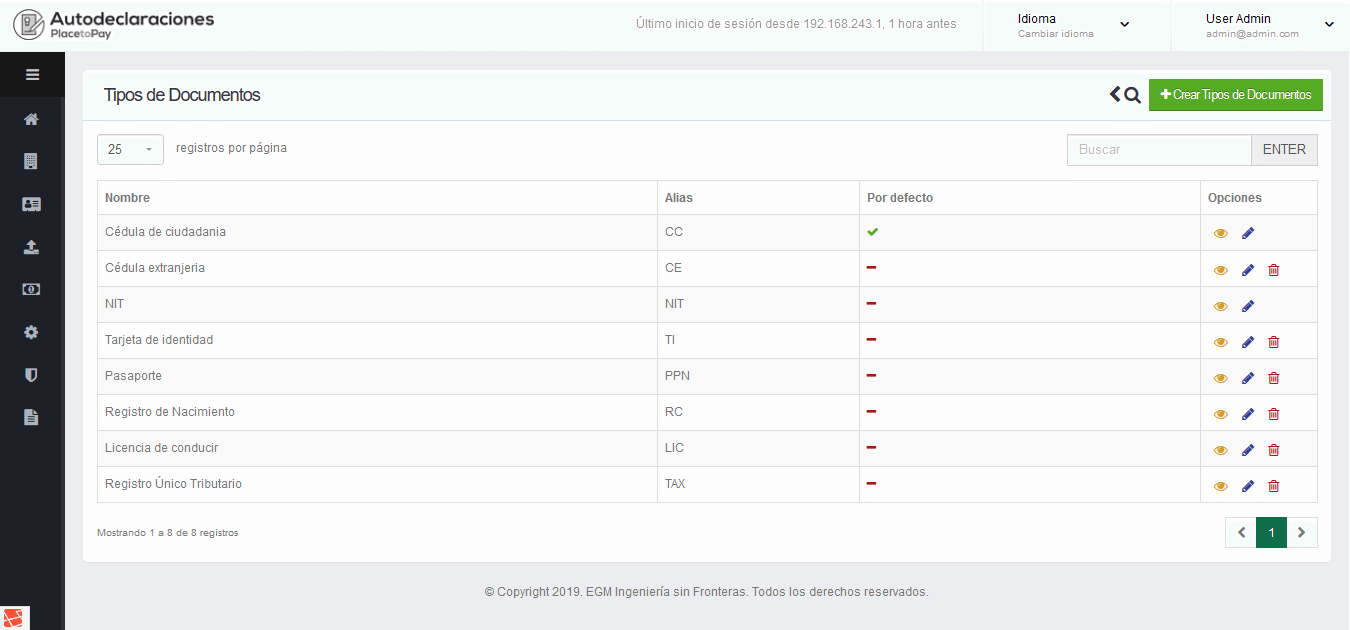 Autodeclaraciones
PlacetoPay
Último inicio de sesión desde 192.168.243.1, 1 hora antes
Idioma
Cambiar idioma
User Admin
admin@admin.com
Tipos de Documentos
Crear Tipos de Documentos
25 registros por página
Buscar ENTER
Nombre Alias Por defecto Opciones
Cédula de ciudadania CC
Cédula extranjeria CE
NIT NIT
Tarjeta de identidad TI
Pasaporte PPN
Registro de Nacimiento RC
Licencia de conducir LIC
Registro Único Tributario TAX
Mostrando 1 a 8 de 8 registros
1
© Copyright 2019. EGM Ingeniería sin Fronteras. Todos los derechos reservados.